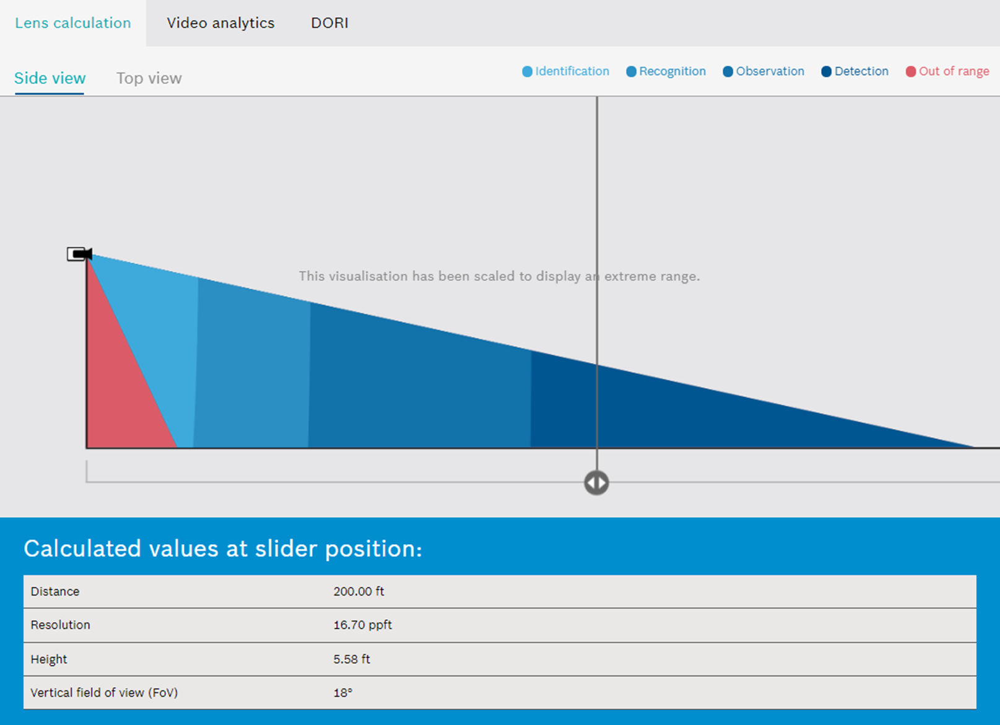 Lens calculation Video analytics DORI
Side view Top view Identification Recognition Observation Detection Out of range
This visualisation has been scaled to display an extreme range.
Calculated values at slider position:
Distance 200.00 ft
Resolution 16.70 ppft
Height 5.58 ft
Vertical field of view (FoV) 18°